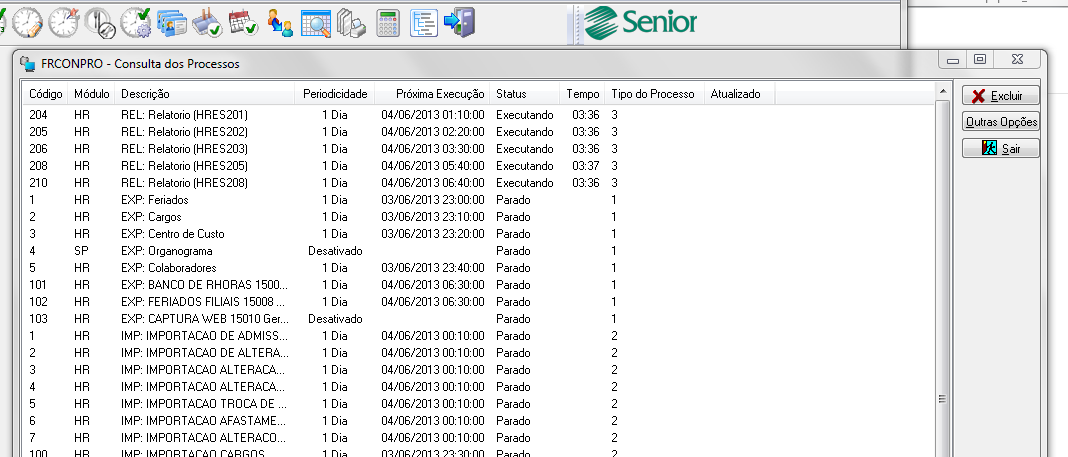 Senior
FRCONPRO - Consulta dos Processos
Código Módulo Descrição Periodicidade Próxima Execução Status Tempo Tipo do Processo Atualizado
204 HR REL: Relatorio (HRES201) 1 Dia 04/06/2013 01:10:00 Executando 03:36 3
205 HR REL: Relatorio (HRES202) 1 Dia 04/06/2013 02:20:00 Executando 03:36 3
206 HR REL: Relatorio (HRES203) 1 Dia 04/06/2013 03:30:00 Executando 03:36 3
208 HR REL: Relatorio (HRES205) 1 Dia 04/06/2013 05:40:00 Executando 03:37 3
210 HR REL: Relatorio (HRES208) 1 Dia 04/06/2013 06:40:00 Executando 03:36 3
1 HR EXP: Feriados 1 Dia 03/06/2013 23:00:00 Parado 1
2 HR EXP: Cargos 1 Dia 03/06/2013 23:10:00 Parado 1
3 HR EXP: Centro de Custo 1 Dia 03/06/2013 23:20:00 Parado 1
4 SP EXP: Organograma Desativado Parado 1
5 HR EXP: Colaboradores 1 Dia 03/06/2013 23:40:00 Parado 1
101 HR EXP: BANCO DE RHORAS 1500... 1 Dia 04/06/2013 06:30:00 Parado 1
102 HR EXP: FERIADOS FILIAIS 15008 ... 1 Dia 04/06/2013 06:30:00 Parado 1
103 HR EXP: CAPTURA WEB 15010 Ger... Desativado Parado 1
1 HR IMP: IMPORTACAO DE ADMISS... 1 Dia 04/06/2013 00:10:00 Parado 2
2 HR IMP: IMPORTACAO DE ALTERA... 1 Dia 04/06/2013 00:10:00 Parado 2
3 HR IMP: IMPORTACAO ALTERACA... 1 Dia 04/06/2013 00:10:00 Parado 2
4 HR IMP: IMPORTACAO ALTERACA... 1 Dia 04/06/2013 00:10:00 Parado 2
5 HR IMP: IMPORTACAO TROCA DE ... 1 Dia 04/06/2013 00:10:00 Parado 2
6 HR IMP: IMPORTACAO AFASTAME... 1 Dia 04/06/2013 00:10:00 Parado 2
7 HR IMP: IMPORTACAO ALTERACO... 1 Dia 04/06/2013 00:10:00 Parado 2
100 HR IMP: IMPORTACAO CARGOS 1 Dia 03/06/2013 23:30:00 Parado 2
Excluir
Outras Opções
Sair